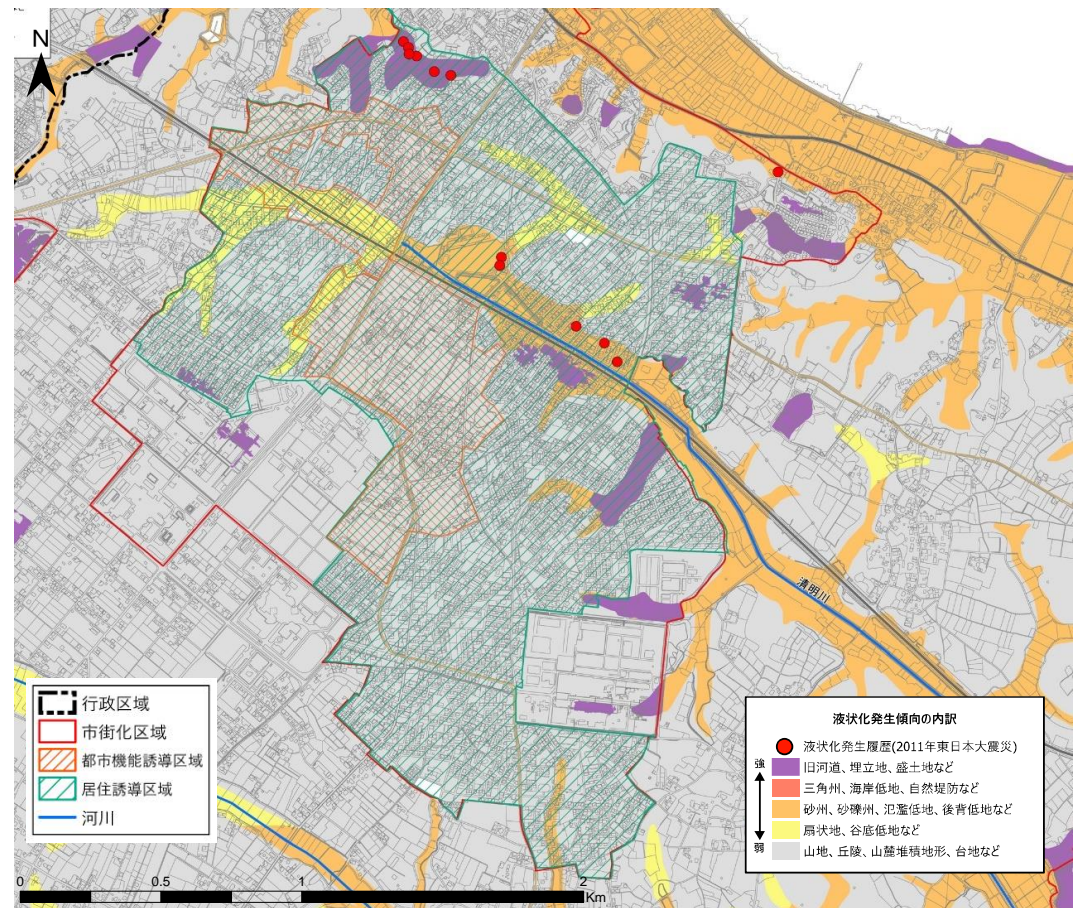 N
清明川
行政区域
市街化区域
都市機能誘導区域
居住誘導区域
河川
液状化発生傾向の内訳
液状化発生履歴(2011年東日本大震災)
強
旧河道、埋立地、盛土地など
三角州、海岸低地、自然堤防など
砂州、砂礫州、氾濫低地、後背低地など
扇状地、谷底低地など
弱
山地、丘陵、山麓堆積地形、台地など
0 0.5 1 2
Km